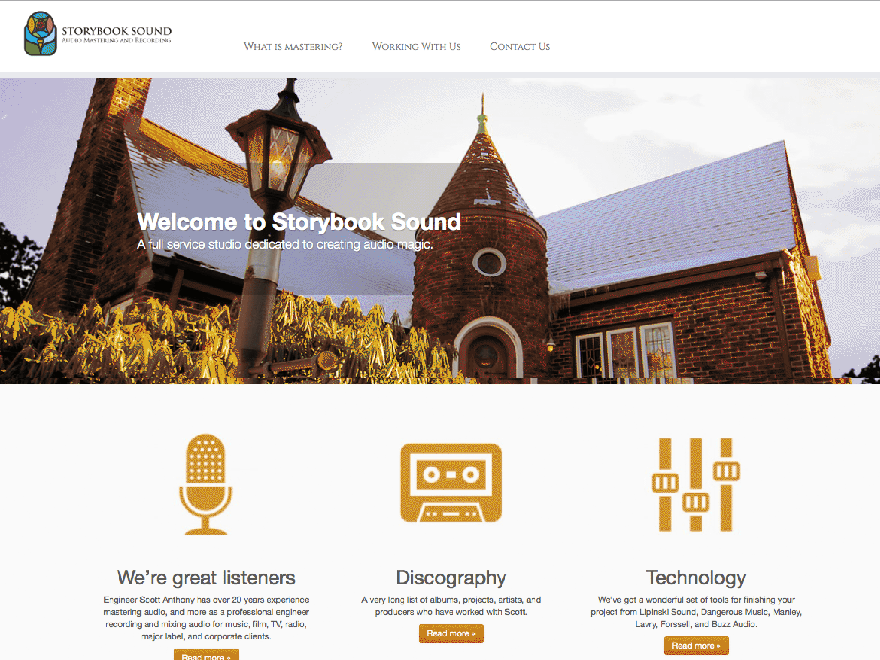 STORYBOOK SOUND
Audio Mastering and Recording
What is mastering? Working With Us Contact Us
Welcome to Storybook Sound
A full service studio dedicated to creating audio magic.
We're great listeners
Engineer Scott Anthony has over 20 years experience
mastering audio, and more as a professional engineer
recording and mixing audio for music, film, TV, radio,
major label, and corporate clients.
Read more »
Discography
A very long list of albums, projects, artists, and
producers who have worked with Scott.
Read more »
Technology
We've got a wonderful set of tools for finishing your
project from Lipinski Sound, Dangerous Music, Manley,
Lavry, Forssell, and Buzz Audio.
Read more »